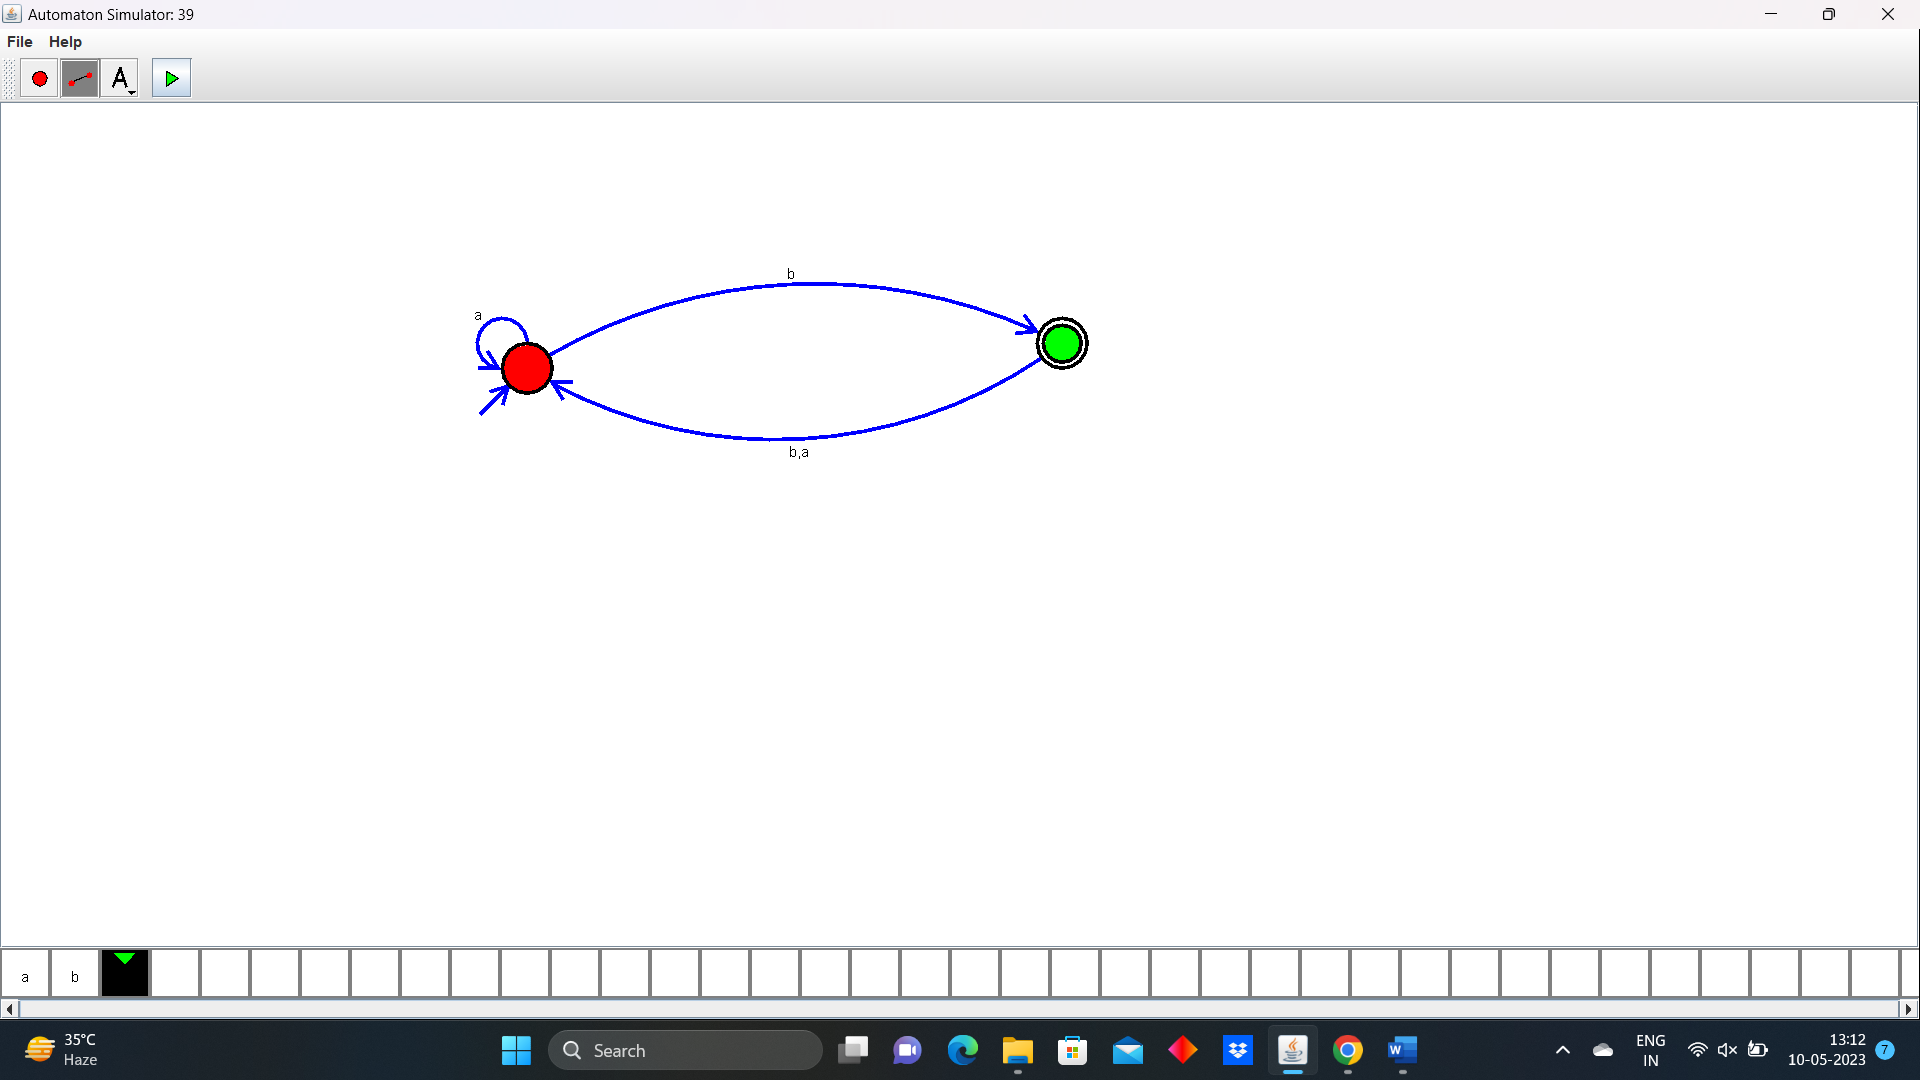 Automaton Simulator: 39
File Help
A
b
a
b,a
a b
35°C
Haze
Search
W
ENG
IN
13:12
10-05-2023
7